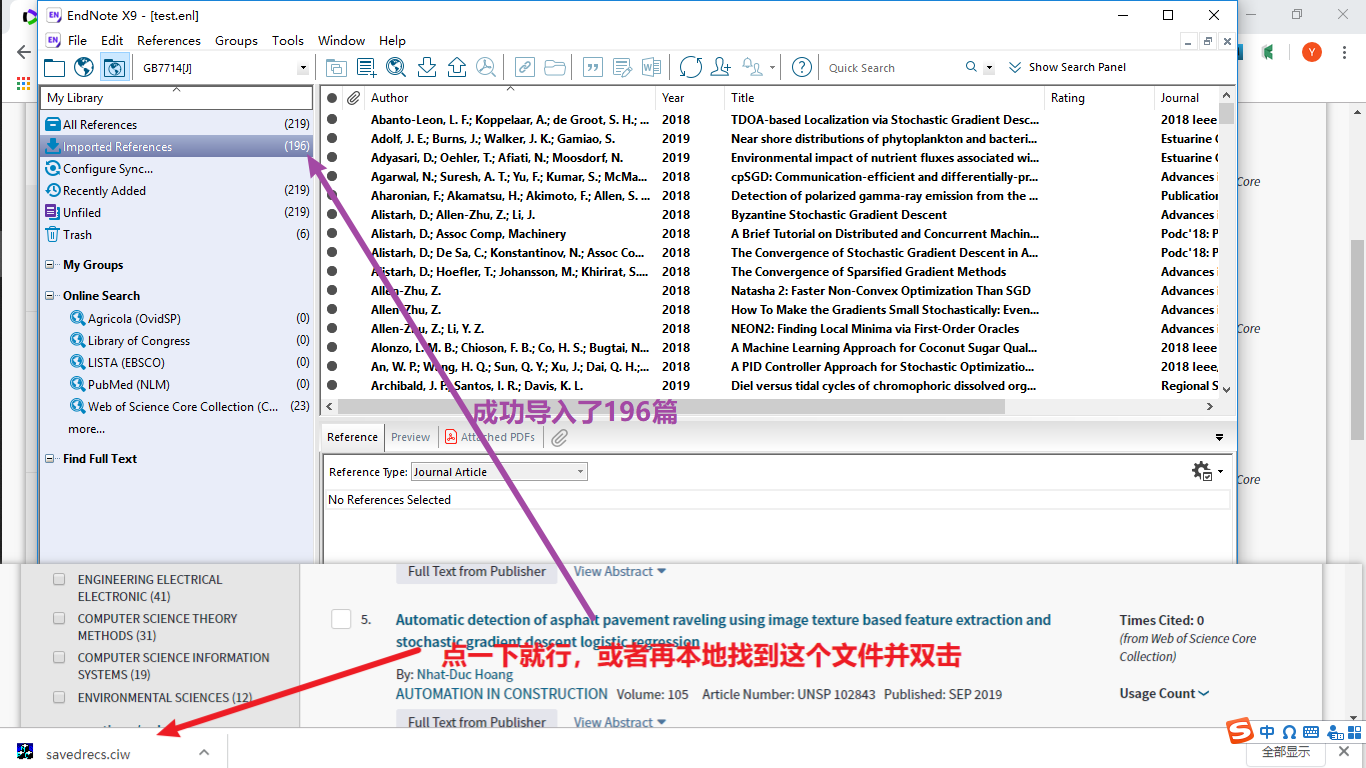 EndNote X9 - [test.enl]
File Edit References Groups Tools Window Help
GB7714[J]
Quick Search
Show Search Panel
My Library
All References (219)
Imported References (196)
Configure Sync...
Recently Added (219)
Unfiled (219)
Trash (6)
My Groups
Online Search
Agricola (OvidSP) (0)
Library of Congress (0)
LISTA (EBSCO) (0)
PubMed (NLM) (0)
Web of Science Core Collection (C... (23)
more...
Find Full Text
Author Year Title Rating Journal
Abanto-Leon, L. F.; Koppelaar, A.; de Groot, S. H.; ... 2018 TDOA-based Localization via Stochastic Gradient Desc... 2018 Ieee
Adolf, J. E.; Burns, J.; Walker, J. K.; Gamiao, S. 2019 Near shore distributions of phytoplankton and bacteri... Estuarine C
Adyasari, D.; Oehler, T.; Afiati, N.; Moosdorf, N. 2019 Environmental impact of nutrient fluxes associated wi... Estuarine C
Agarwal, N.; Suresh, A. T.; Yu, F.; Kumar, S.; McMa... 2018 cpSGD: Communication-efficient and differentially-pr... Advances i
Aharonian, F.; Akamatsu, H.; Akimoto, F.; Allen, S. ... 2018 Detection of polarized gamma-ray emission from the ... Publication
Alistarh, D.; Allen-Zhu, Z.; Li, J. 2018 Byzantine Stochastic Gradient Descent Advances i
Alistarh, D.; Assoc Comp, Machinery 2018 A Brief Tutorial on Distributed and Concurrent Machin... Podc'18: P
Alistarh, D.; De Sa, C.; Konstantinov, N.; Assoc Co... 2018 The Convergence of Stochastic Gradient Descent in A... Podc'18: P
Alistarh, D.; Hoefler, T.; Johansson, M.; Khirirat, S.... 2018 The Convergence of Sparsified Gradient Methods Advances i
Allen-Zhu, Z. 2018 Natasha 2: Faster Non-Convex Optimization Than SGD Advances i
Allen-Zhu, Z. 2018 How To Make the Gradients Small Stochastically: Even... Advances i
Allen-Zhu, Z.; Li, Y. Z. 2018 NEON2: Finding Local Minima via First-Order Oracles Advances i
Alonzo, L. M. B.; Chioson, F. B.; Co, H. S.; Bugtai, N... 2018 A Machine Learning Approach for Coconut Sugar Qual... 2018 Ieee
An, W. P.; Wang, H. Q.; Sun, Q. Y.; Xu, J.; Dai, Q. H.;... 2018 A PID Controller Approach for Stochastic Optimizatio... 2018 Ieee,
Archibald, J. P.; Santos, I. R.; Davis, K. L. 2019 Diel versus tidal cycles of chromophoric dissolved org... Regional S
成功导入了196篇
Reference Preview Attached PDFs
Reference Type: Journal Article
No References Selected
Core
Core
Core
Y
ENGINEERING ELECTRICAL
ELECTRONIC (41)
COMPUTER SCIENCE THEORY
METHODS (31)
COMPUTER SCIENCE INFORMATION
SYSTEMS (19)
ENVIRONMENTAL SCIENCES (12)
Full Text from Publisher View Abstract
5. Automatic detection of asphalt pavement raveling using image texture based feature extraction and
stochastic gradient descent logistic regression
点一下就行，或者再本地找到这个文件并双击
By: Nhat-Duc Hoang
AUTOMATION IN CONSTRUCTION Volume: 105 Article Number: UNSP 102843 Published: SEP 2019
Full Text from Publisher View Abstract
Times Cited: 0
(from Web of Science Core
Collection)
Usage Count
中
savedrecs.ciw
全部显示